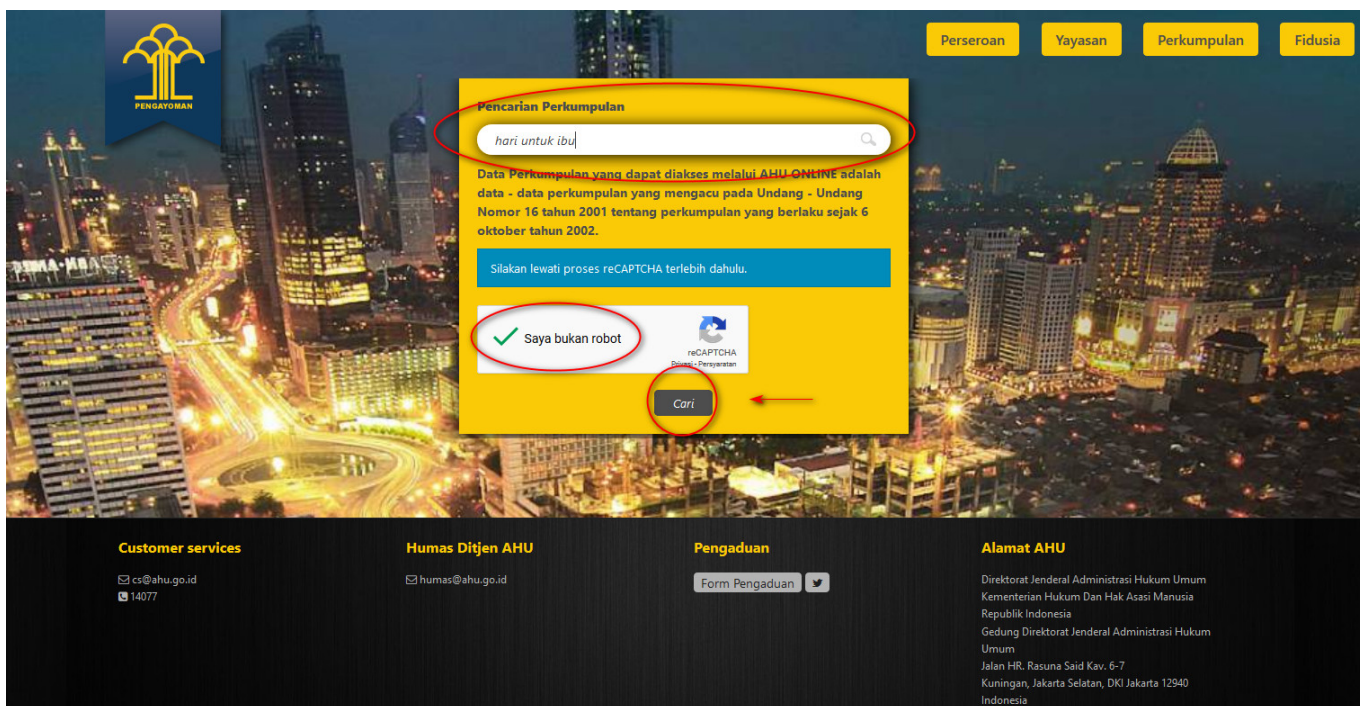 PENGAYOMAN
Perseroan
Yayasan
Perkumpulan
Fidusia
Pencarian Perkumpulan
hari untuk ibu
Data Perkumpulan yang dapat diakses melalui AHU ONLINE adalah
data - data perkumpulan yang mengacu pada Undang - Undang
Nomor 16 tahun 2001 tentang perkumpulan yang berlaku sejak 6
oktober tahun 2002.
Silakan lewati proses reCAPTCHA terlebih dahulu.
Saya bukan robot
reCAPTCHA
Privasi - Persyaratan
Cari
Customer services
cs@ahu.go.id
14077
Humas Ditjen AHU
humas@ahu.go.id
Pengaduan
Form Pengaduan
Alamat AHU
Direktorat Jenderal Administrasi Hukum Umum
Kementerian Hukum Dan Hak Asasi Manusia
Republik Indonesia
Gedung Direktorat Jenderal Administrasi Hukum
Umum
Jalan HR. Rasuna Said Kav. 6-7
Kuningan, Jakarta Selatan, DKI Jakarta 12940
Indonesia